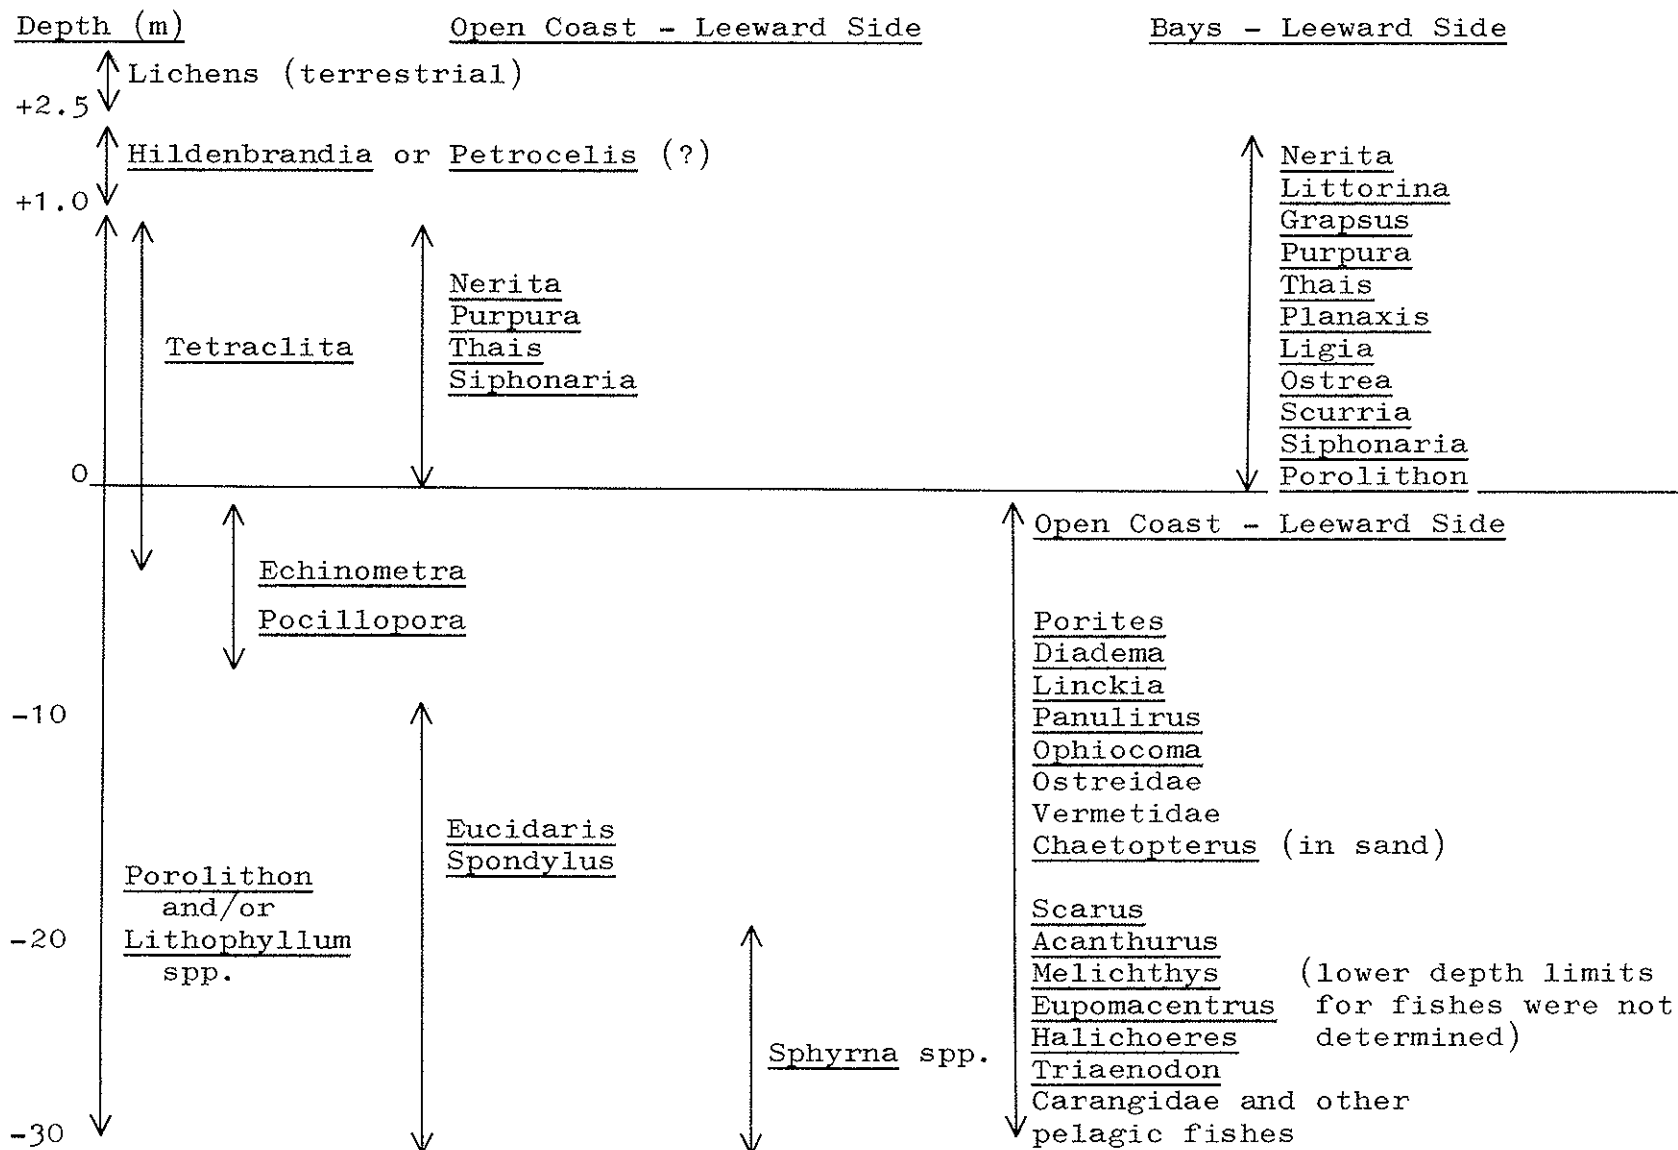 Depth (m) Open Coast - Leeward Side Bays - Leeward Side
Lichens (terrestrial)
+2.5
Hildenbrandia or Petrocelis (?)
+1.0
Tetraclita
Nerita
Purpura
Thais
Siphonaria
Nerita
Littorina
Grapsus
Purpura
Thais
Planaxis
Ligia
Ostrea
Scurria
Siphonaria
Porolithon
0
Echinometra
Pocillopora
-10
Eucidaris
Spondylus
Porolithon
and/or
Lithophyllum
spp.
-20
Sphyrna spp.
-30
Open Coast - Leeward Side
Porites
Diadema
Linckia
Panulirus
Ophiocoma
Ostreidae
Vermetidae
Chaetopterus (in sand)
Scarus
Acanthurus
Melichthys (lower depth limits
Eupomacentrus for fishes were not
Halichoeres determined)
Triaenodon
Carangidae and other
pelagic fishes